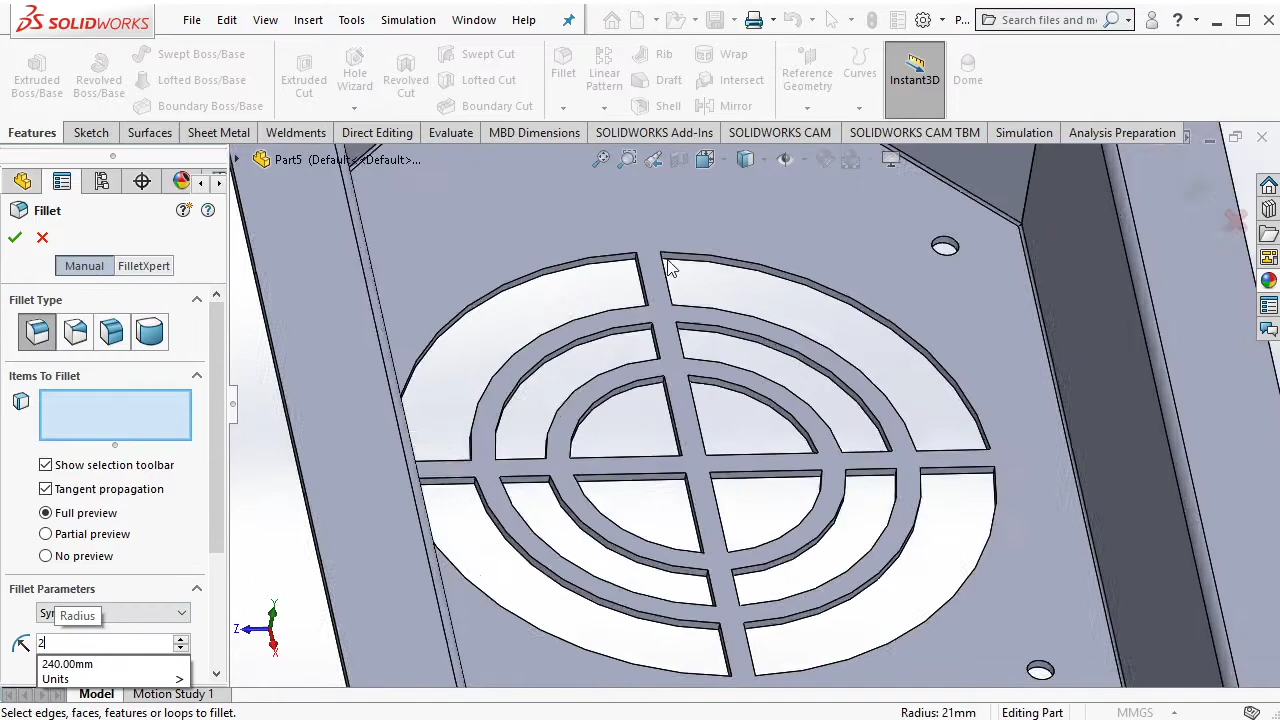 SOLIDWORKS File Edit View Insert Tools Simulation Window Help P... Search files and m
Extruded Boss/Base
Revolved Boss/Base
Swept Boss/Base
Lofted Boss/Base
Boundary Boss/Base
Extruded Cut
Hole Wizard
Revolved Cut
Swept Cut
Lofted Cut
Boundary Cut
Fillet
Linear Pattern
Rib
Draft
Shell
Wrap
Intersect
Mirror
Reference Geometry
Curves
Instant3D
Dome
Features Sketch Surfaces Sheet Metal Weldments Direct Editing Evaluate MBD Dimensions SOLIDWORKS Add-Ins SOLIDWORKS CAM SOLIDWORKS CAM TBM Simulation Analysis Preparation
Part5 (Default<<Default>...
Fillet
Manual FilletXpert
Fillet Type
Items To Fillet
Show selection toolbar
Tangent propagation
Full preview
Partial preview
No preview
Fillet Parameters
Radius
2
240.00mm
Units >
Y
Z
X
Model Motion Study 1
Select edges, faces, features or loops to fillet. Radius: 21mm Editing Part MMGS